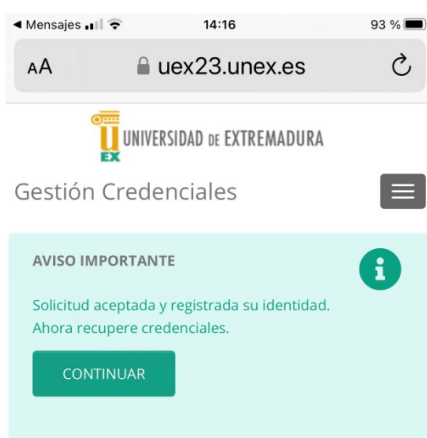 ◀ Mensajes 14:16 93 %
AA uex23.unex.es
EX UNIVERSIDAD DE EXTREMADURA
Gestión Credenciales
AVISO IMPORTANTE
i
Solicitud aceptada y registrada su identidad.
Ahora recupere credenciales.
CONTINUAR